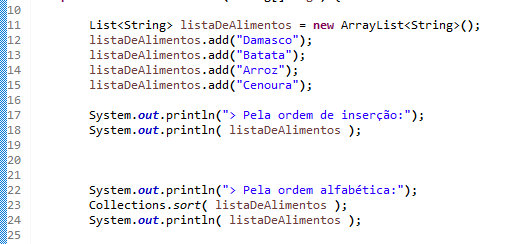 10
11 List<String> listaDeAlimentos = new ArrayList<String>();
12 listaDeAlimentos.add("Damasco");
13 listaDeAlimentos.add("Batata");
14 listaDeAlimentos.add("Arroz");
15 listaDeAlimentos.add("Cenoura");
16
17 System.out.println("> Pela ordem de inserção:");
18 System.out.println( listaDeAlimentos );
19
20
21
22 System.out.println("> Pela ordem alfabética:");
23 Collections.sort( listaDeAlimentos );
24 System.out.println( listaDeAlimentos );
25